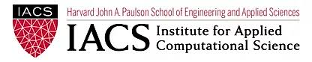 IACS
Harvard John A. Paulson School of Engineering and Applied Sciences
IACS Institute for Applied
Computational Science